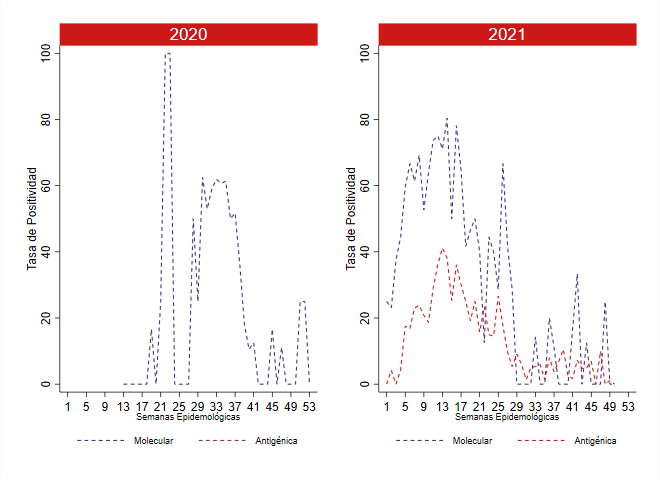 2020
2021
Tasa de Positividad
0 20 40 60 80 100
1 5 9 13 17 21 25 29 33 37 41 45 49 53
Semanas Epidemológicas
Molecular Antigénica
Tasa de Positividad
0 20 40 60 80 100
1 5 9 13 17 21 25 29 33 37 41 45 49 53
Semanas Epidemológicas
Molecular Antigénica